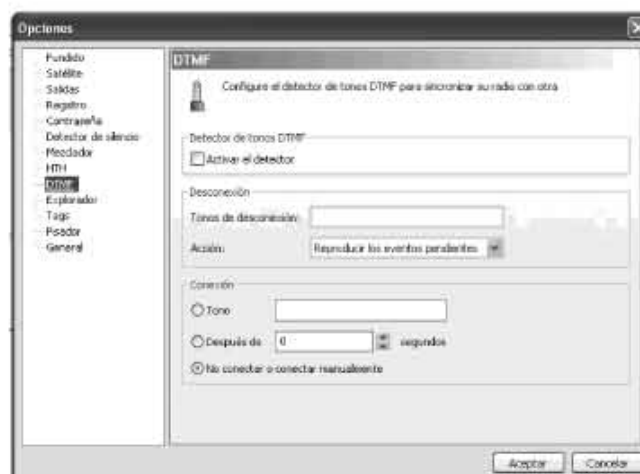 Opciones
Fundido
Satélite
Salidas
Registro
Contraseña
Detector de silencio
Mezclador
HTH
DTMF
Explorador
Tags
Pisador
General
DTMF
Configure el detector de tonos DTMF para sincronizar su radio con otra
Detector de tonos DTMF
Activar el detector
Desconexión
Tonos de desconexión:
Acción:
Reproducir los eventos pendientes
Conexión
Tono
Después de
0
segundos
No conectar o conectar manualmente
Aceptar
Cancelar